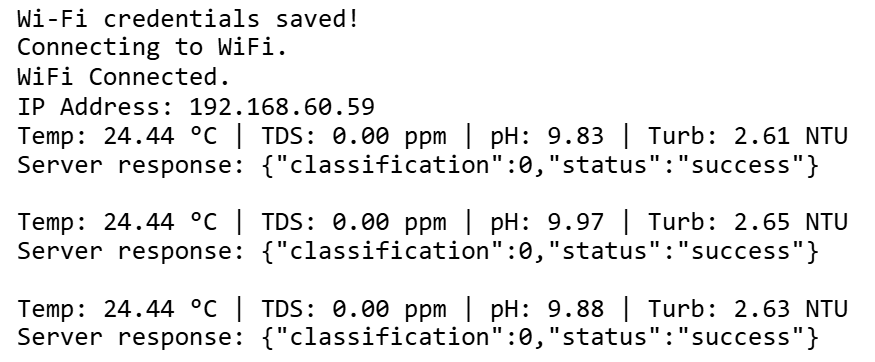 Wi-Fi credentials saved!
Connecting to WiFi.
WiFi Connected.
IP Address: 192.168.60.59
Temp: 24.44 ºC | TDS: 0.00 ppm | pH: 9.83 | Turb: 2.61 NTU
Server response: {"classification":0,"status":"success"}
Temp: 24.44 ºC | TDS: 0.00 ppm | pH: 9.97 | Turb: 2.65 NTU
Server response: {"classification":0,"status":"success"}
Temp: 24.44 ºC | TDS: 0.00 ppm | pH: 9.88 | Turb: 2.63 NTU
Server response: {"classification":0,"status":"success"}